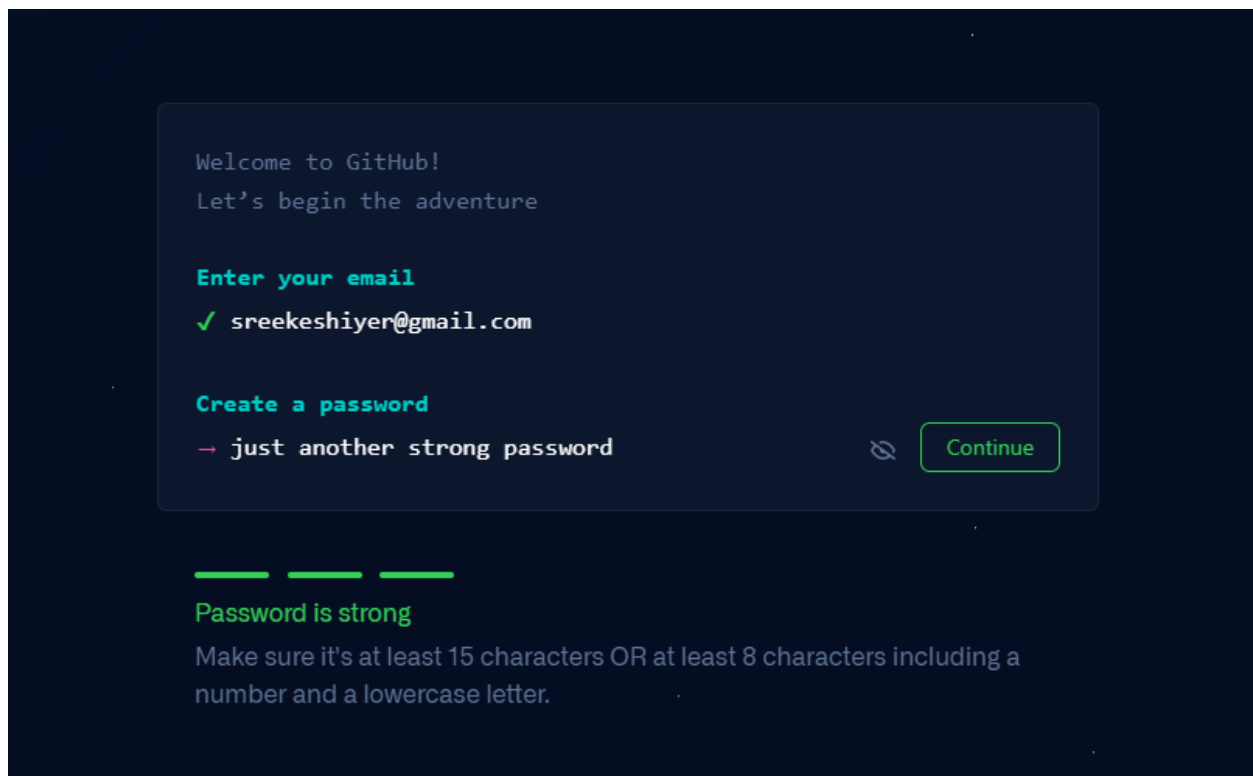 Welcome to GitHub!
Let’s begin the adventure
Enter your email
✓ sreekeshiyer@gmail.com
Create a password
→ just another strong password
Continue
Password is strong
Make sure it's at least 15 characters OR at least 8 characters including a
number and a lowercase letter.